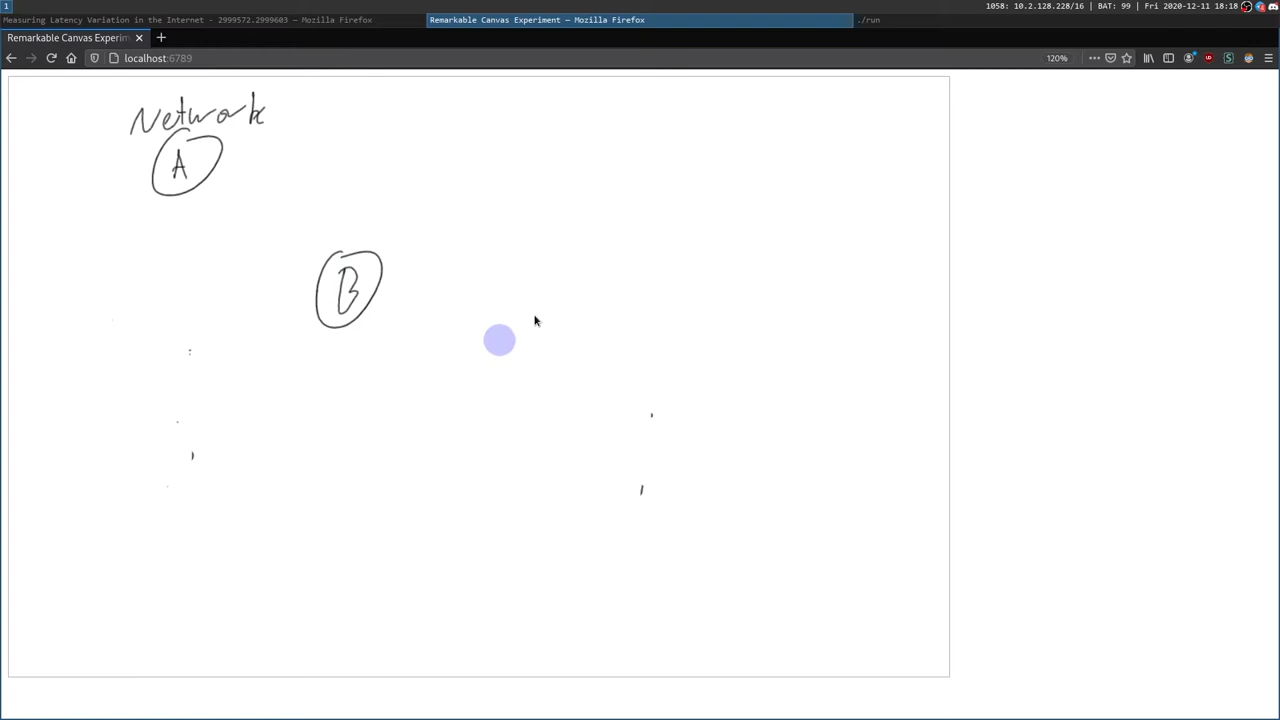 1
1058: 10.2.128.228/16 | BAT: 99 | Fri 2020-12-11 18:18
Measuring Latency Variation in the Internet - 2999572.2999603 — Mozilla Firefox
Remarkable Canvas Experiment — Mozilla Firefox
./run
Remarkable Canvas Experim
localhost:6789
120%
Network
A
B